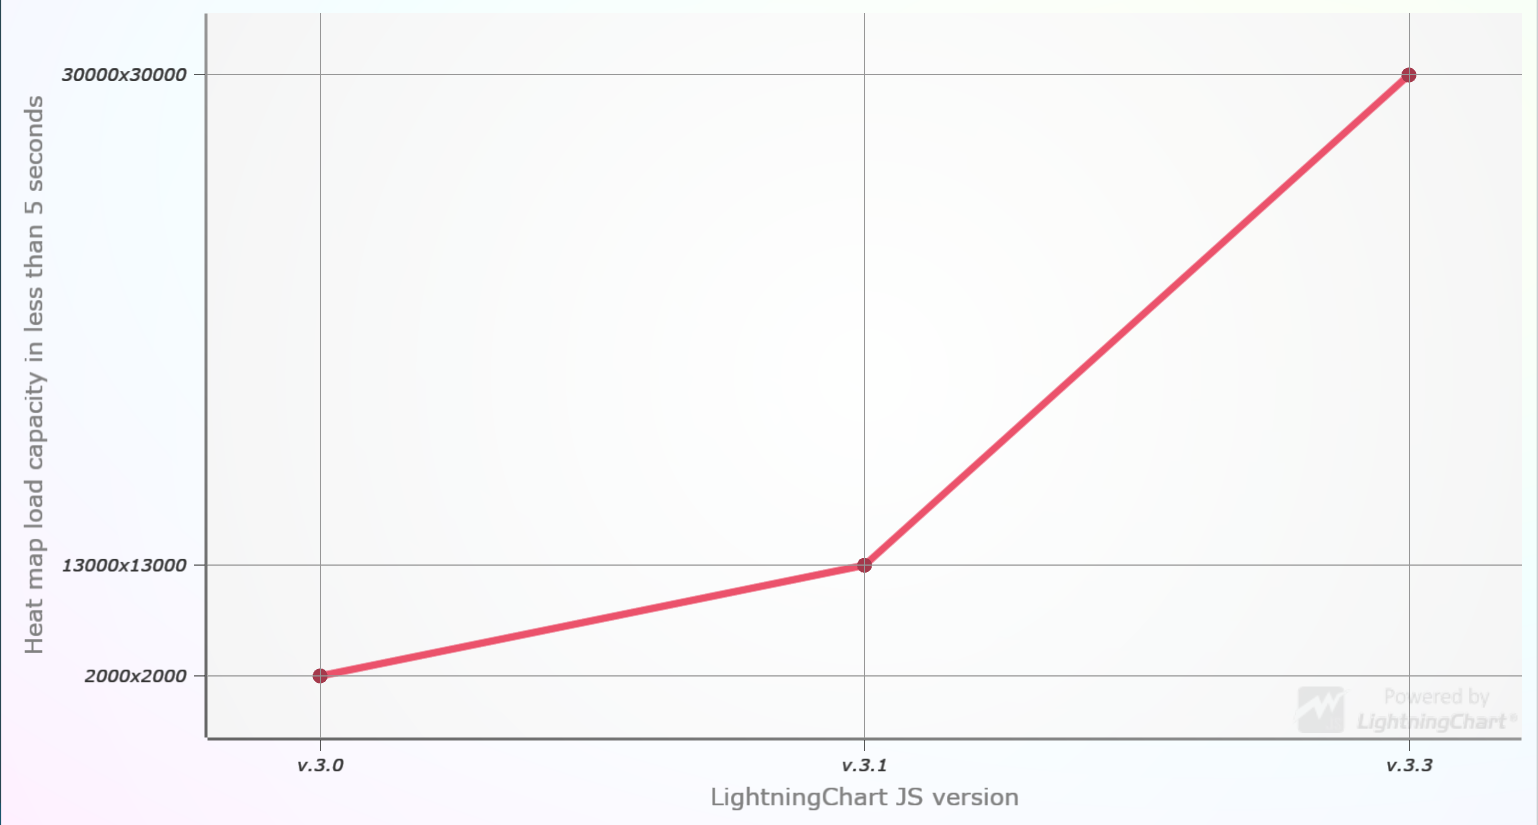 Heat map load capacity in less than 5 seconds
30000x30000
13000x13000
2000x2000
Powered by
LightningChart®
v.3.0
v.3.1
v.3.3
LightningChart JS version